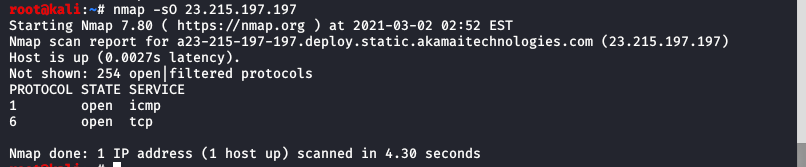 root@kali:~# nmap -sO 23.215.197.197
Starting Nmap 7.80 ( https://nmap.org ) at 2021-03-02 02:52 EST
Nmap scan report for a23-215-197-197.deploy.static.akamaitechnologies.com (23.215.197.197)
Host is up (0.0027s latency).
Not shown: 254 open|filtered protocols
PROTOCOL STATE SERVICE
1        open  icmp
6        open  tcp
Nmap done: 1 IP address (1 host up) scanned in 4.30 seconds
root@kali:~#